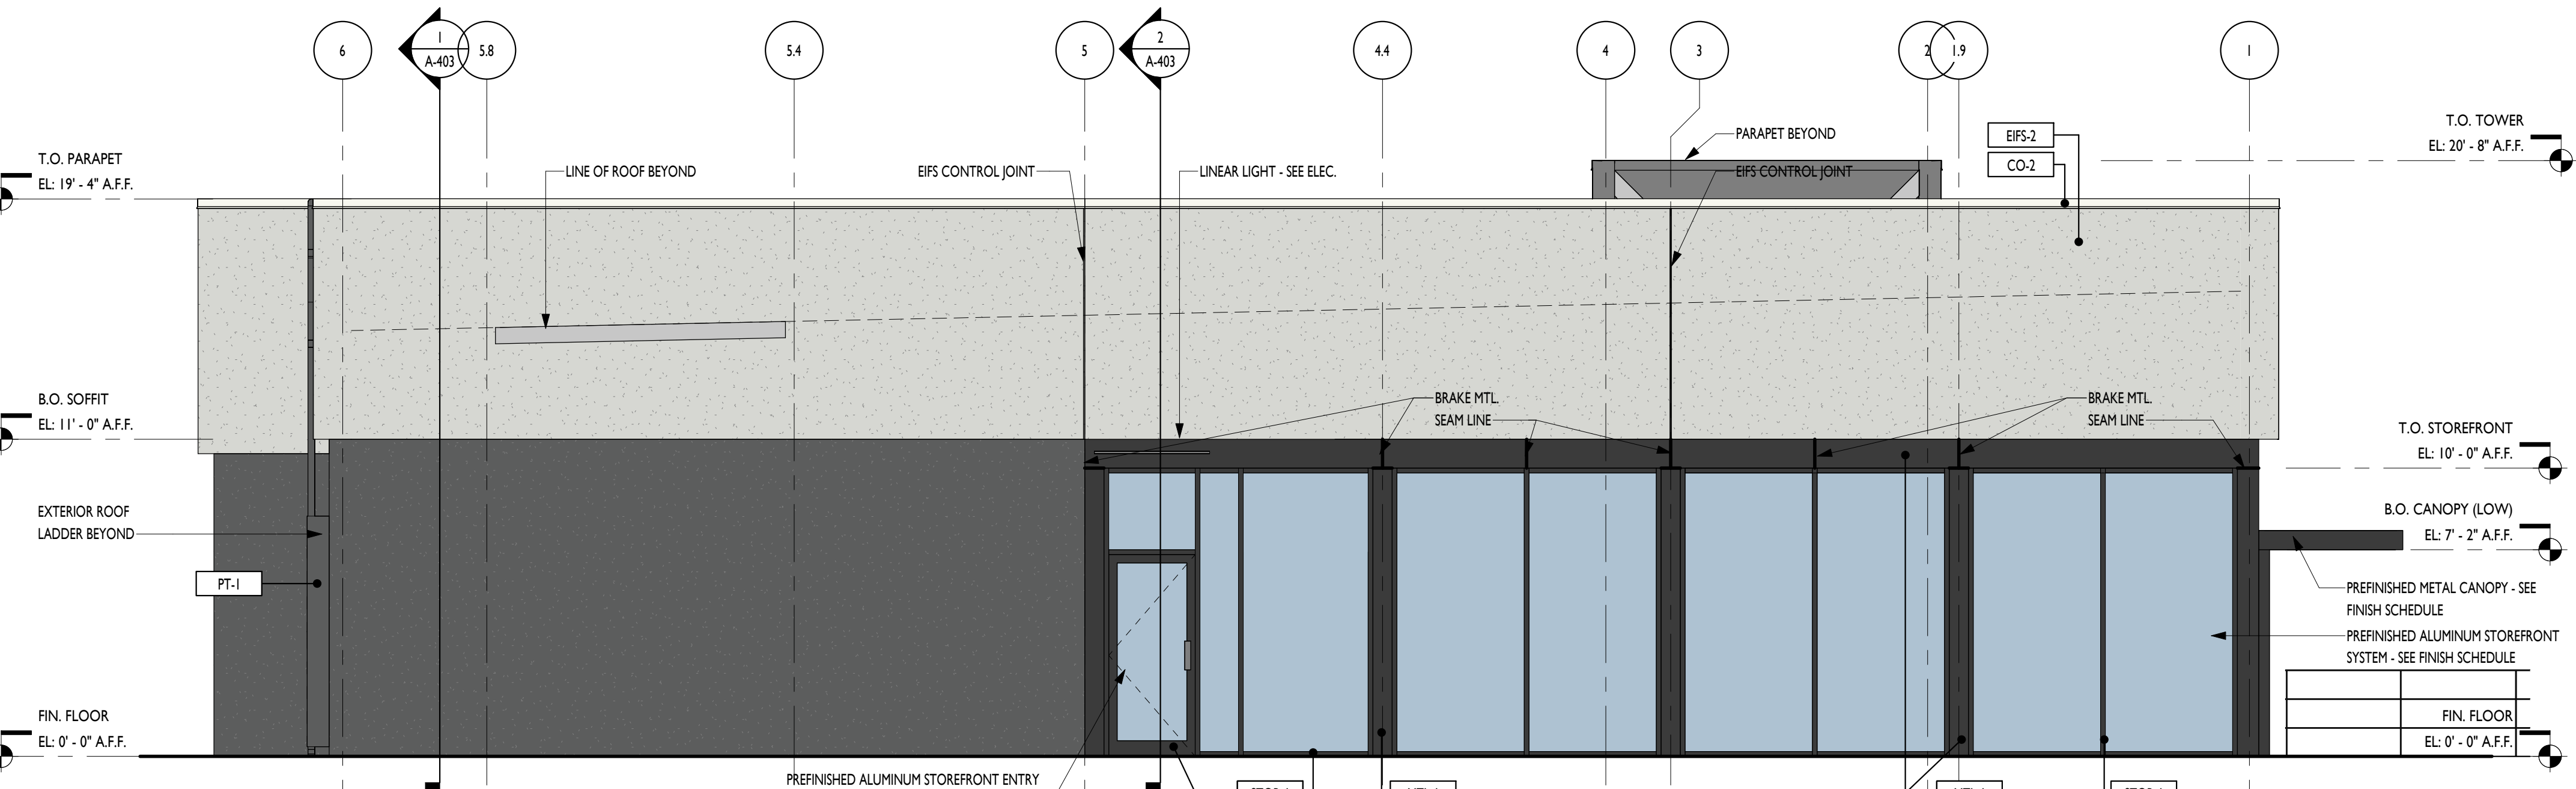 6
1
A-403
5.8
5.4
5
2
A-403
4.4
4
3
2
1.9
1
T.O. PARAPET
EL: 19' - 4" A.F.F.
LINE OF ROOF BEYOND
EIFS CONTROL JOINT
LINEAR LIGHT - SEE ELEC.
PARAPET BEYOND
EIFS CONTROL JOINT
EIFS-2
CO-2
T.O. TOWER
EL: 20' - 8" A.F.F.
B.O. SOFFIT
EL: 11' - 0" A.F.F.
BRAKE MTL.
SEAM LINE
BRAKE MTL.
SEAM LINE
T.O. STOREFRONT
EL: 10' - 0" A.F.F.
EXTERIOR ROOF
LADDER BEYOND
PT-1
B.O. CANOPY (LOW)
EL: 7' - 2" A.F.F.
PREFINISHED METAL CANOPY - SEE
FINISH SCHEDULE
PREFINISHED ALUMINUM STOREFRONT
SYSTEM - SEE FINISH SCHEDULE
FIN. FLOOR
EL: 0' - 0" A.F.F.
FIN. FLOOR
EL: 0' - 0" A.F.F.
PREFINISHED ALUMINUM STOREFRONT ENTRY